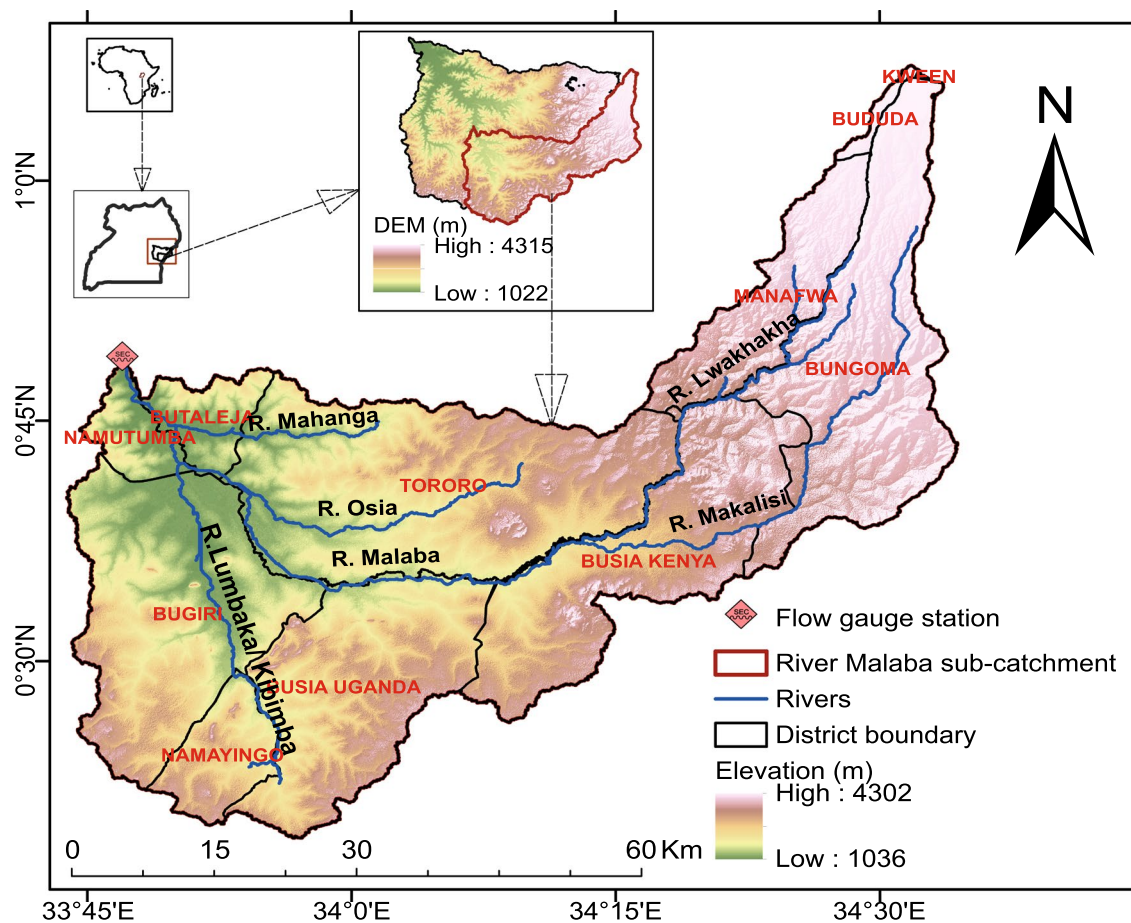 KWEEN
BUDUDA
N
DEM (m)
High : 4315
Low : 1022
1°0'N
MANAFWA
R. Lwakhakha
BUNGOMA
SEC
BUTALEJA
R. Mahanga
NAMUTUMBA
0°45'N
TORORO
R. Osia
R. Makalisi
R. Malaba
BUSIA KENYA
R.Lumbaka/ Kibimba
BUGIRI
BUSIA UGANDA
NAMAYINGO
0°30'N
SEC
Flow gauge station
River Malaba sub-catchment
Rivers
District boundary
Elevation (m)
High : 4302
Low : 1036
0 15 30 60 Km
33°45'E 34°0'E 34°15'E 34°30'E